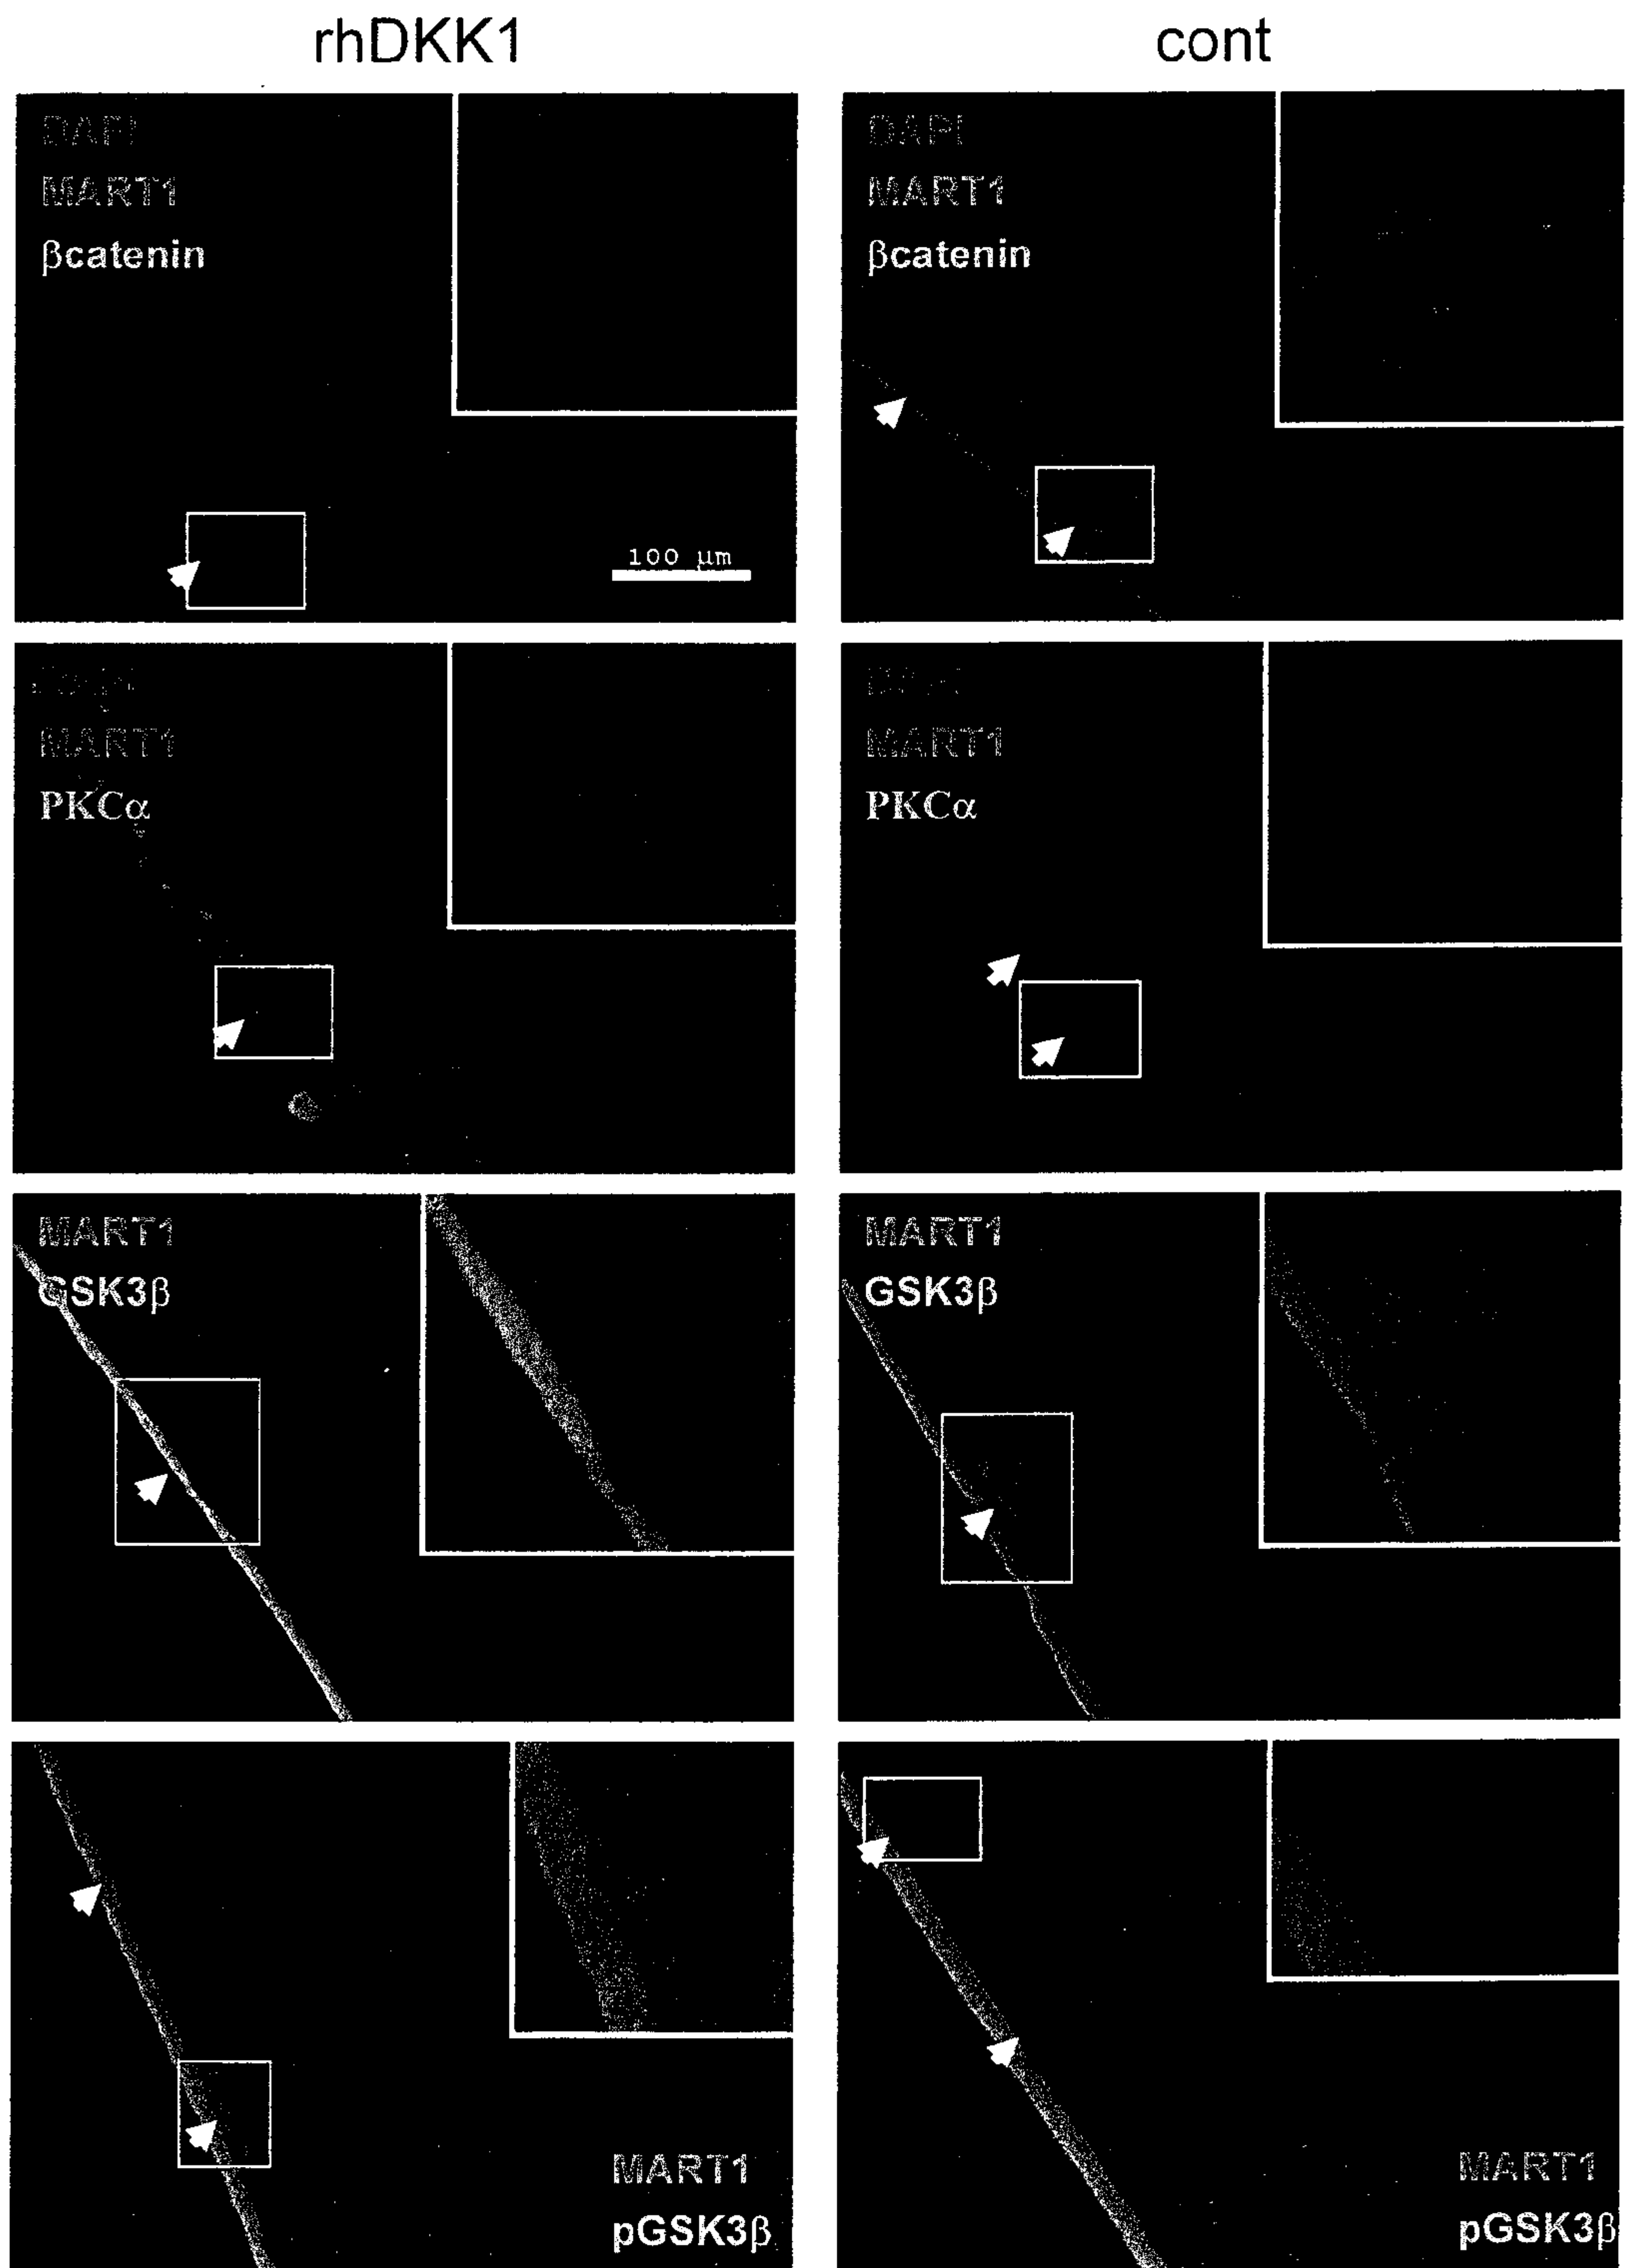 rhDKK1
cont
DAPI
MART1
βcatenin
100 µm
DAPI
MART1
βcatenin
MART1
PKCα
MART1
PKCα
MART1
GSK3β
MART1
GSK3β
MART1
pGSK3β
MART1
pGSK3β